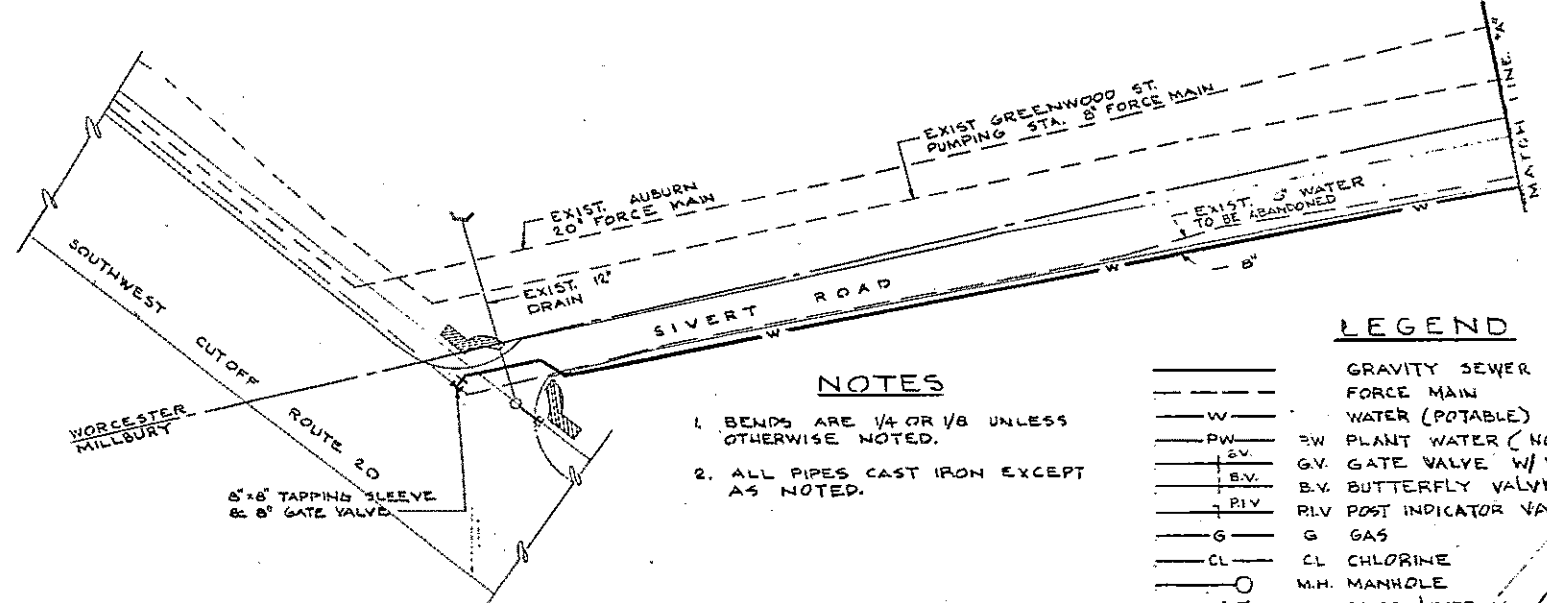 MATCH LINE "A"
EXIST GREENWOOD ST.
PUMPING STA. 8" FORCE MAIN
EXIST. AUBURN
20" FORCE MAIN
EXIST. WATER
TO BE ABANDONED
W
8"
W
EXIST. 12"
DRAIN
SIVERT ROAD
W
SOUTHWEST CUTOFF
ROUTE 20
WORCESTER
MILLBURY
8"x8" TAPPING SLEEVE
& 8" GATE VALVE
NOTES
1. BENDS ARE 1/4 OR 1/8 UNLESS
OTHERWISE NOTED.
2. ALL PIPES CAST IRON EXCEPT
AS NOTED.
LEGEND
GRAVITY SEWER
FORCE MAIN
W WATER (POTABLE)
PW PW PLANT WATER (NO
G.V. G.V. GATE VALVE W/
B.V. B.V. BUTTERFLY VALV
P.I.V P.I.V POST INDICATOR VA
G G GAS
CL CL CHLORINE
M.H. MANHOLE